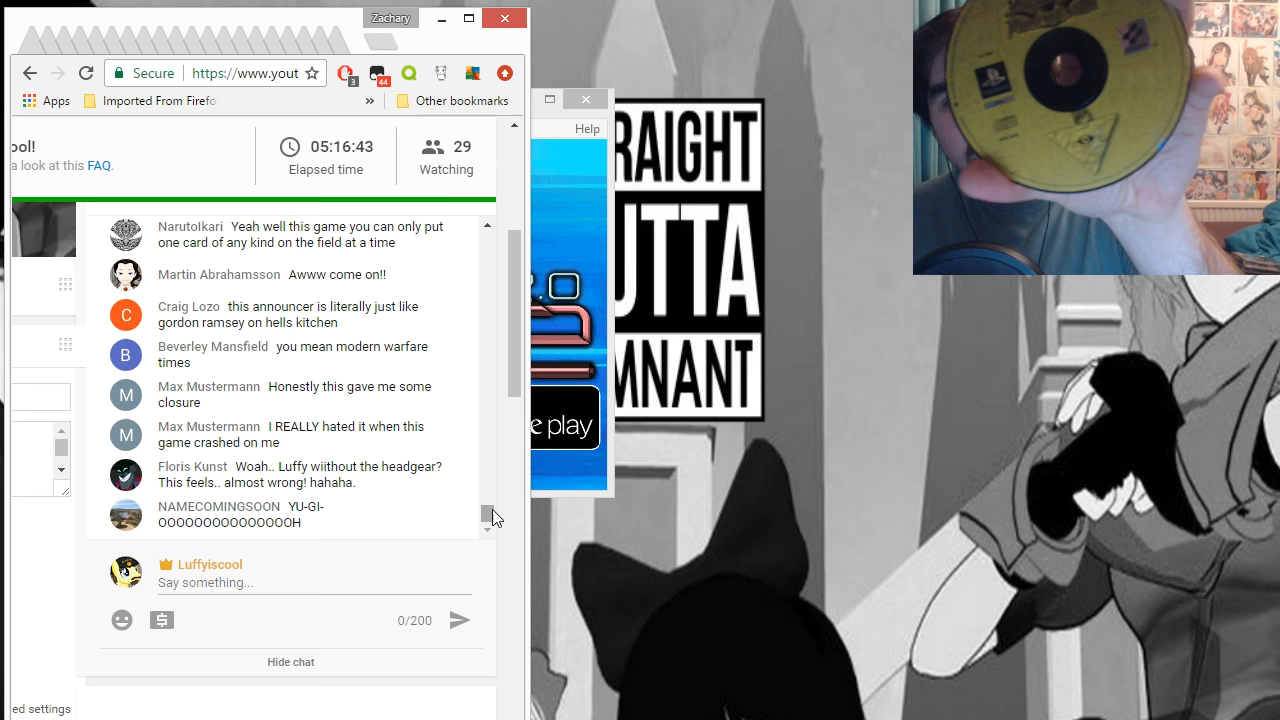 Zachary
Secure https://www.yout
3
44
Apps Imported From Firefo » Other bookmarks
Help
ool!
a look at this FAQ.
05:16:43
Elapsed time
29
Watching
NarutoIkari Yeah well this game you can only put
one card of any kind on the field at a time
Martin Abrahamsson Awww come on!!
C
Craig Lozo this announcer is literally just like
gordon ramsey on hells kitchen
B
Beverley Mansfield you mean modern warfare
times
M
Max Mustermann Honestly this gave me some
closure
M
Max Mustermann I REALLY hated it when this
game crashed on me
Floris Kunst Woah.. Luffy wiithout the headgear?
This feels.. almost wrong! hahaha.
NAMECOMINGSOON YU-GI-
OOOOOOOOOOOOOOOH
Luffyiscool
Say something...
0/200
Hide chat
ed settings
.0
e play
RAIGHT
UTTA
MNANT